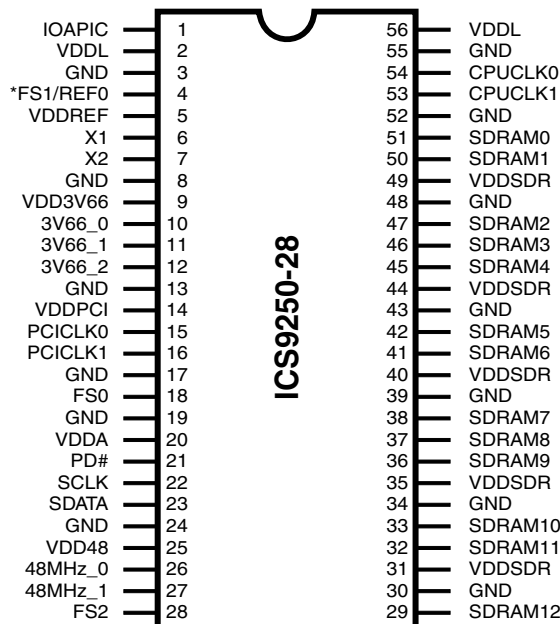 IOAPIC 1 56 VDDL
VDDL 2 55 GND
GND 3 54 CPUCLK0
*FS1/REF0 4 53 CPUCLK1
VDDREF 5 52 GND
X1 6 51 SDRAM0
X2 7 50 SDRAM1
GND 8 49 VDDSDR
VDD3V66 9 48 GND
3V66_0 10 47 SDRAM2
3V66_1 11 46 SDRAM3
3V66_2 12 45 SDRAM4
GND 13 44 VDDSDR
VDDPCI 14 43 GND
PCICLK0 15 42 SDRAM5
PCICLK1 16 41 SDRAM6
GND 17 40 VDDSDR
FS0 18 39 GND
GND 19 38 SDRAM7
VDDA 20 37 SDRAM8
PD# 21 36 SDRAM9
SCLK 22 35 VDDSDR
SDATA 23 34 GND
GND 24 33 SDRAM10
VDD48 25 32 SDRAM11
48MHz_0 26 31 VDDSDR
48MHz_1 27 30 GND
FS2 28 29 SDRAM12
ICS9250-28